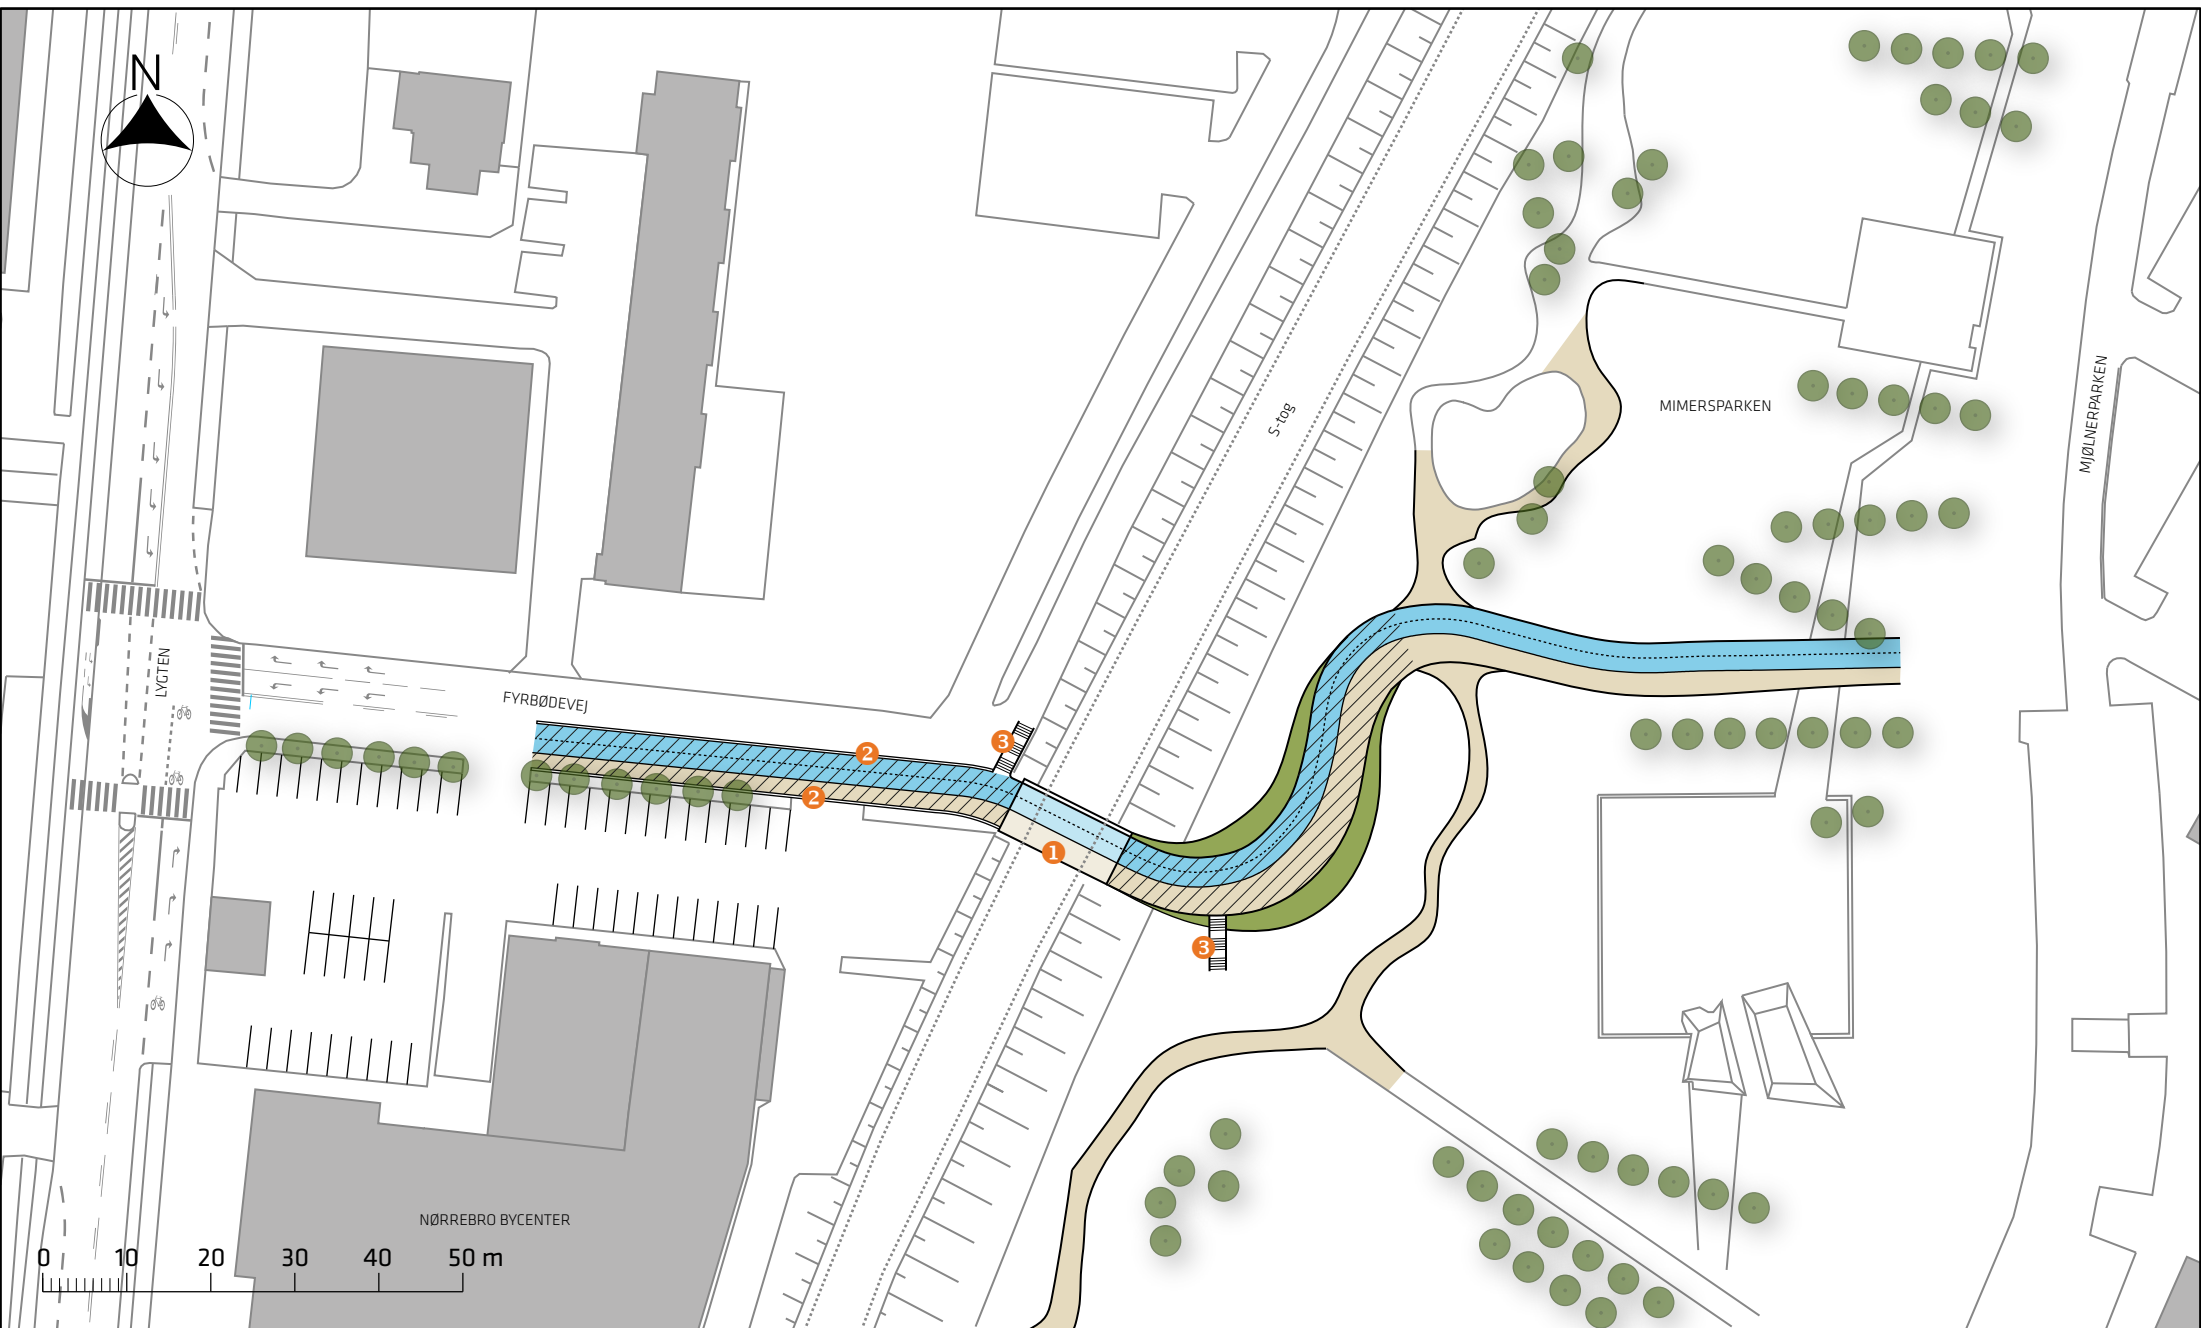 N
S-tog
MIMERSPARKEN
MJØLNERPARKEN
LYGTEN
FYRBØDEVEJ
2
3
2
1
3
NØRREBRO BYCENTER
0 10 20 30 40 50 m